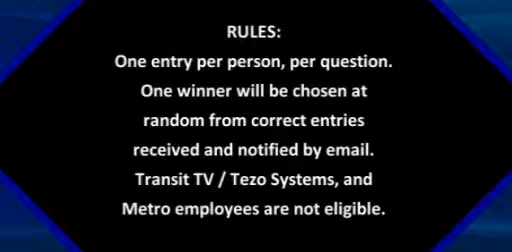 RULES:
One entry per person, per question.
One winner will be chosen at
random from correct entries
received and notified by email.
Transit TV / Tezo Systems, and
Metro employees are not eligible.